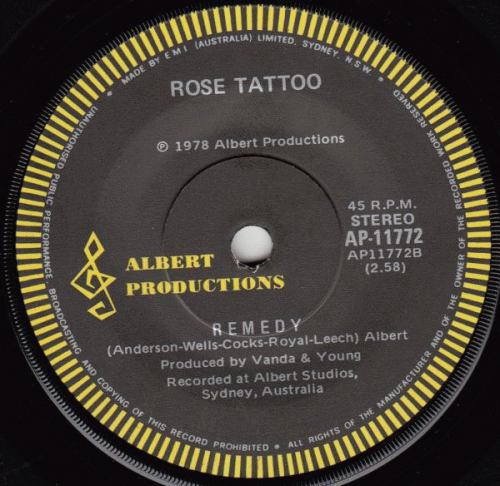 MADE BY E M I (AUSTRALIA) LIMITED, SYDNEY, N.S.W. • ALL RIGHTS OF THE MANUFACTURER AND OF THE OWNER OF THE RECORDED WORK RESERVED
UNAUTHORISED PUBLIC PERFORMANCE BROADCASTING AND COPYING OF THIS RECORD PROHIBITED •
ROSE TATTOO
℗ 1978 Albert Productions
45 R.P.M.
STEREO
AP-11772
AP11772B
(2.58)
ALBERT
PRODUCTIONS
REMEDY
(Anderson-Wells-Cocks-Royal-Leech) Albert
Produced by Vanda & Young
Recorded at Albert Studios,
Sydney, Australia